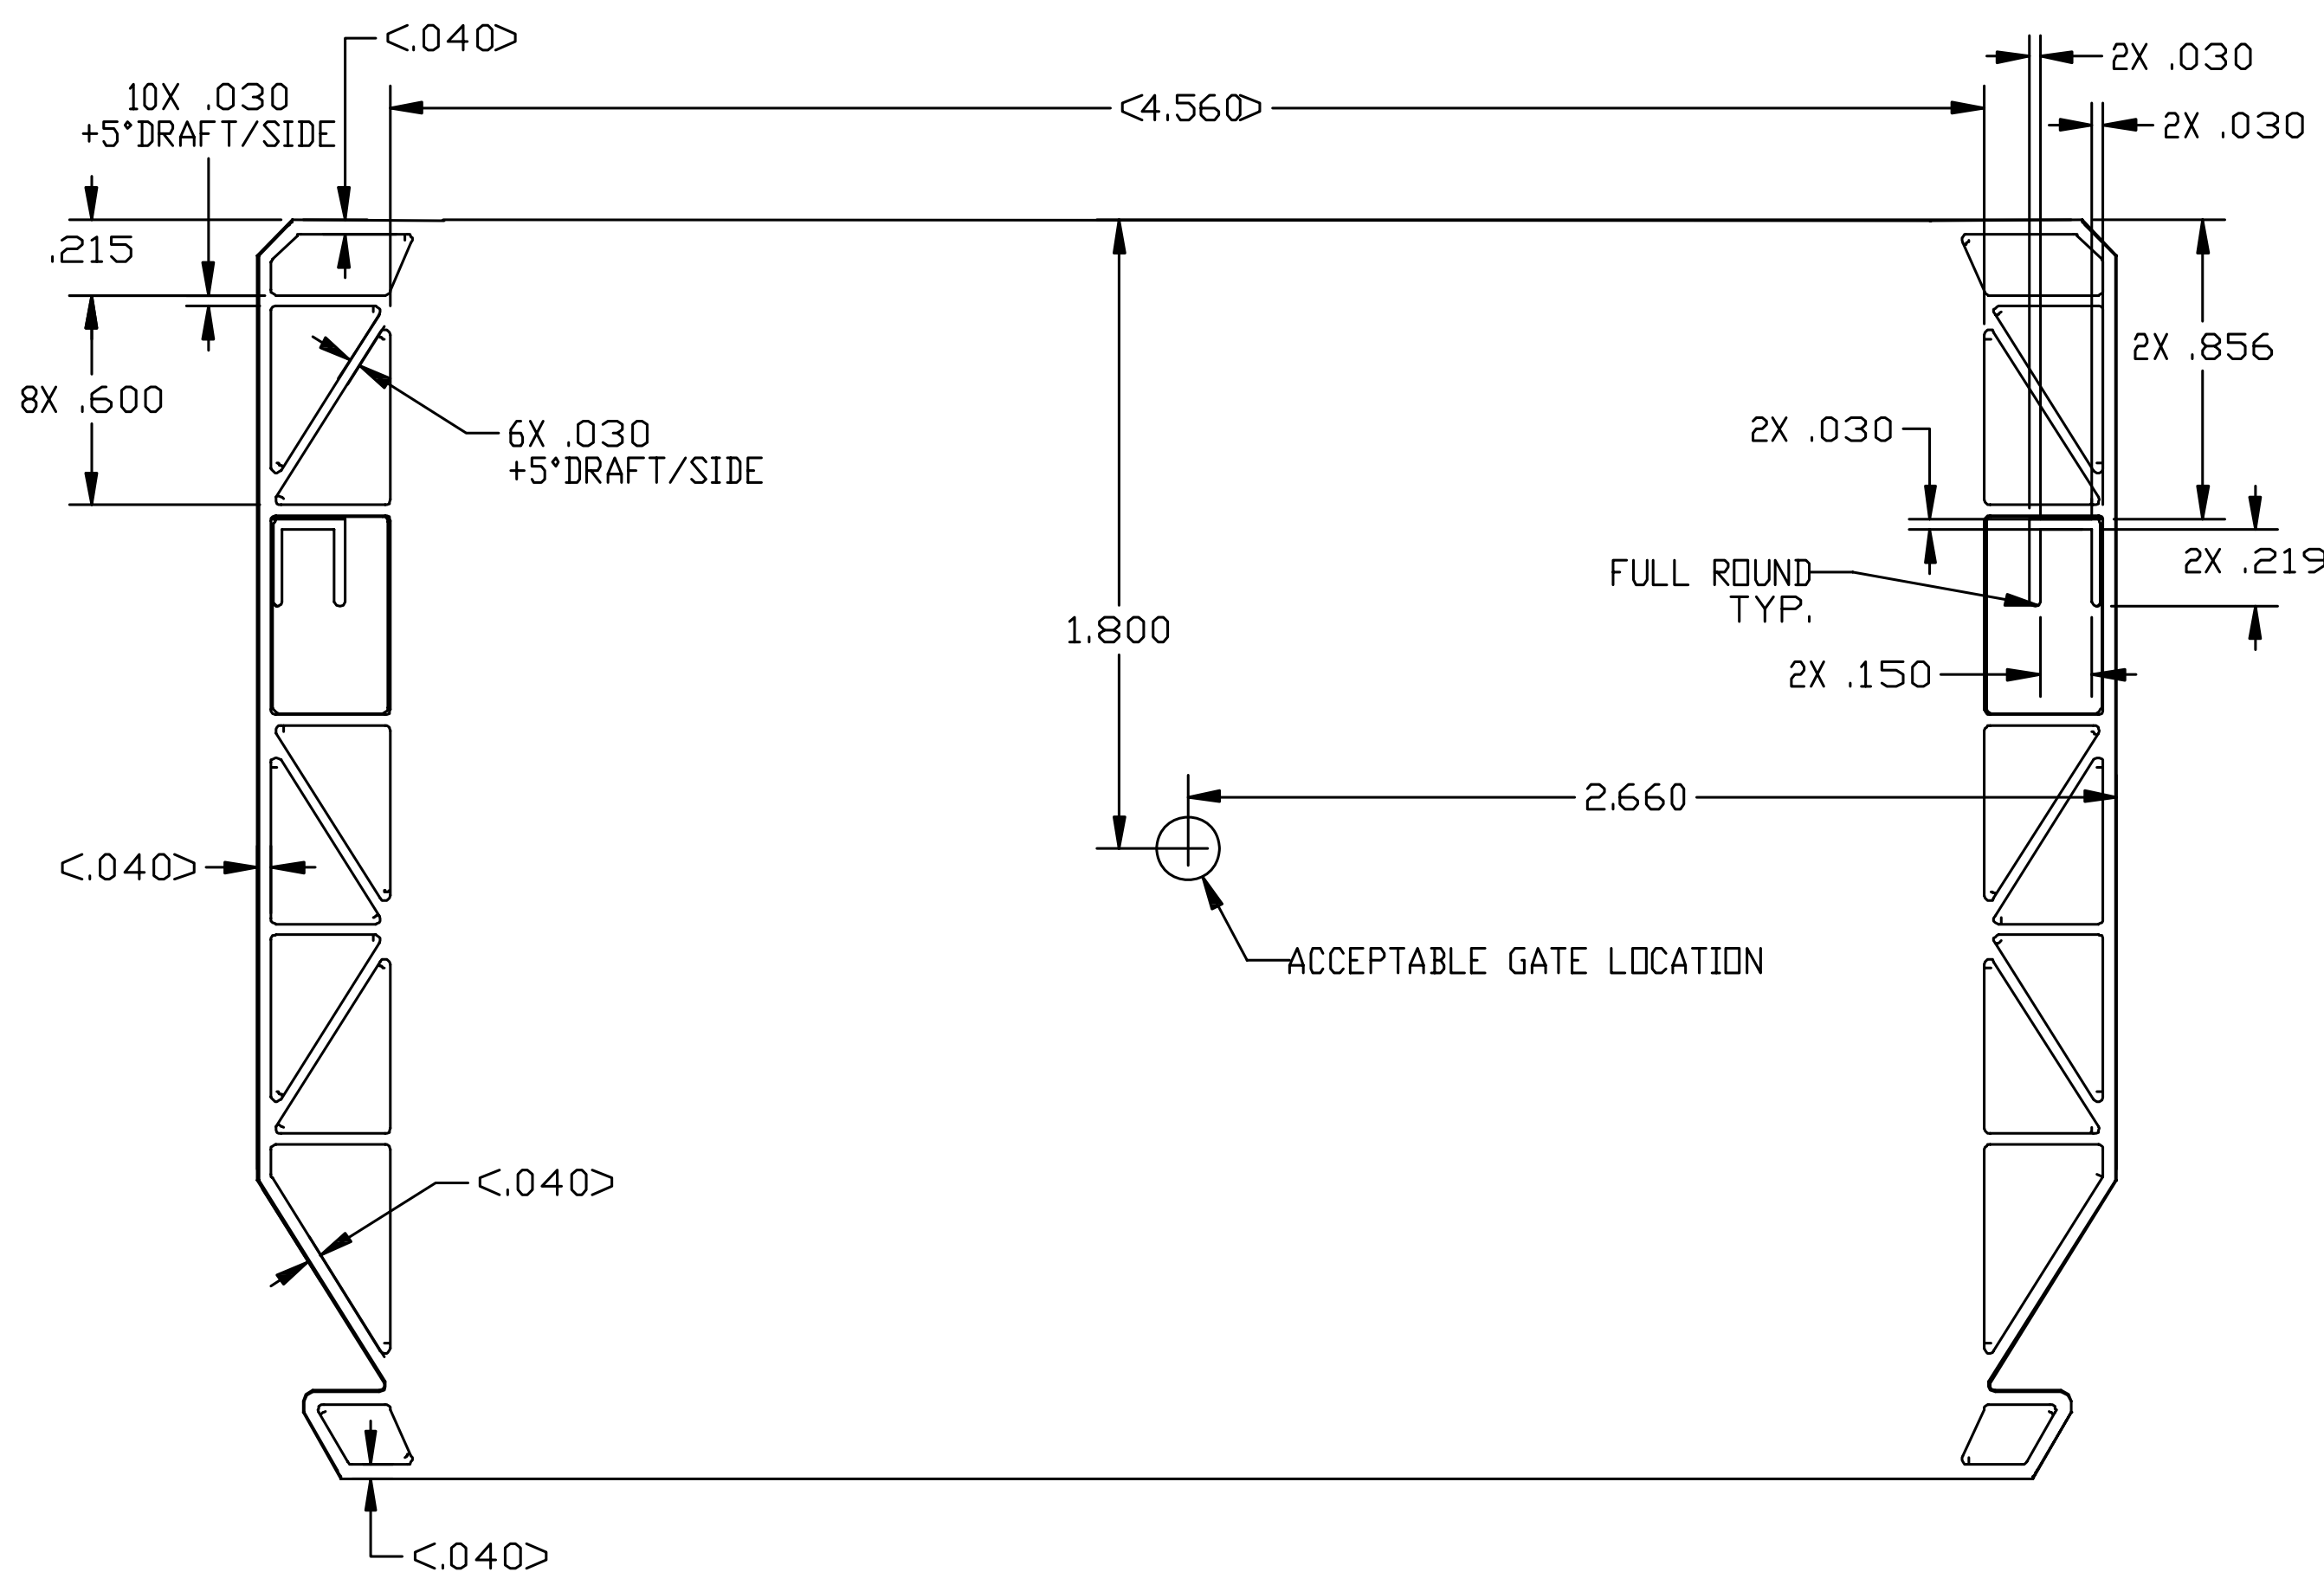 <.040>
2X .030
10X .030
+5°DRAFT/SIDE
<4.560>
2X .030
.215
2X .856
8X .600
6X .030
+5°DRAFT/SIDE
2X .030
2X .219
FULL ROUND
TYP.
1.800
2X .150
2.660
<.040>
ACCEPTABLE GATE LOCATION
<.040>
<.040>